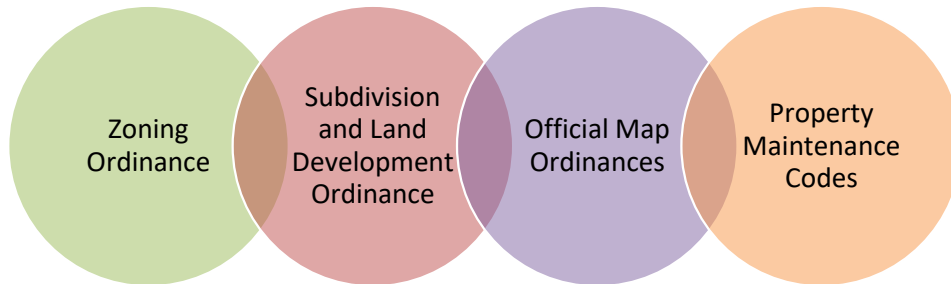 Zoning
Ordinance
Subdivision
and Land
Development
Ordinance
Official Map
Ordinances
Property
Maintenance
Codes